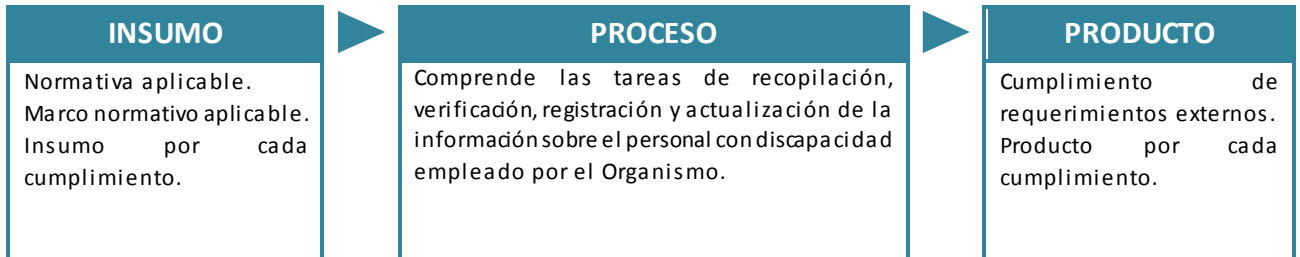 INSUMO
Normativa aplicable.
Marco normativo aplicable.
Insumo por cada
cumplimiento.
PROCESO
Comprende las tareas de recopilación,
verificación, registración y actualización de la
información sobre el personal con discapacidad
empleado por el Organismo.
PRODUCTO
Cumplimiento de
requerimientos externos.
Producto por cada
cumplimiento.